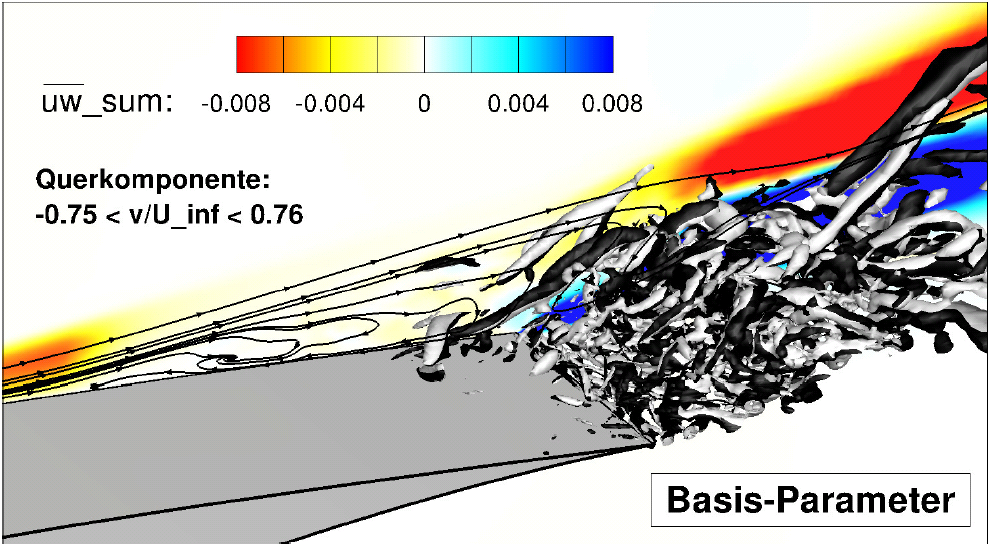 uw_sum: -0.008 -0.004 0 0.004 0.008
Querkomponente:
-0.75 < v/U_inf < 0.76
Basis-Parameter